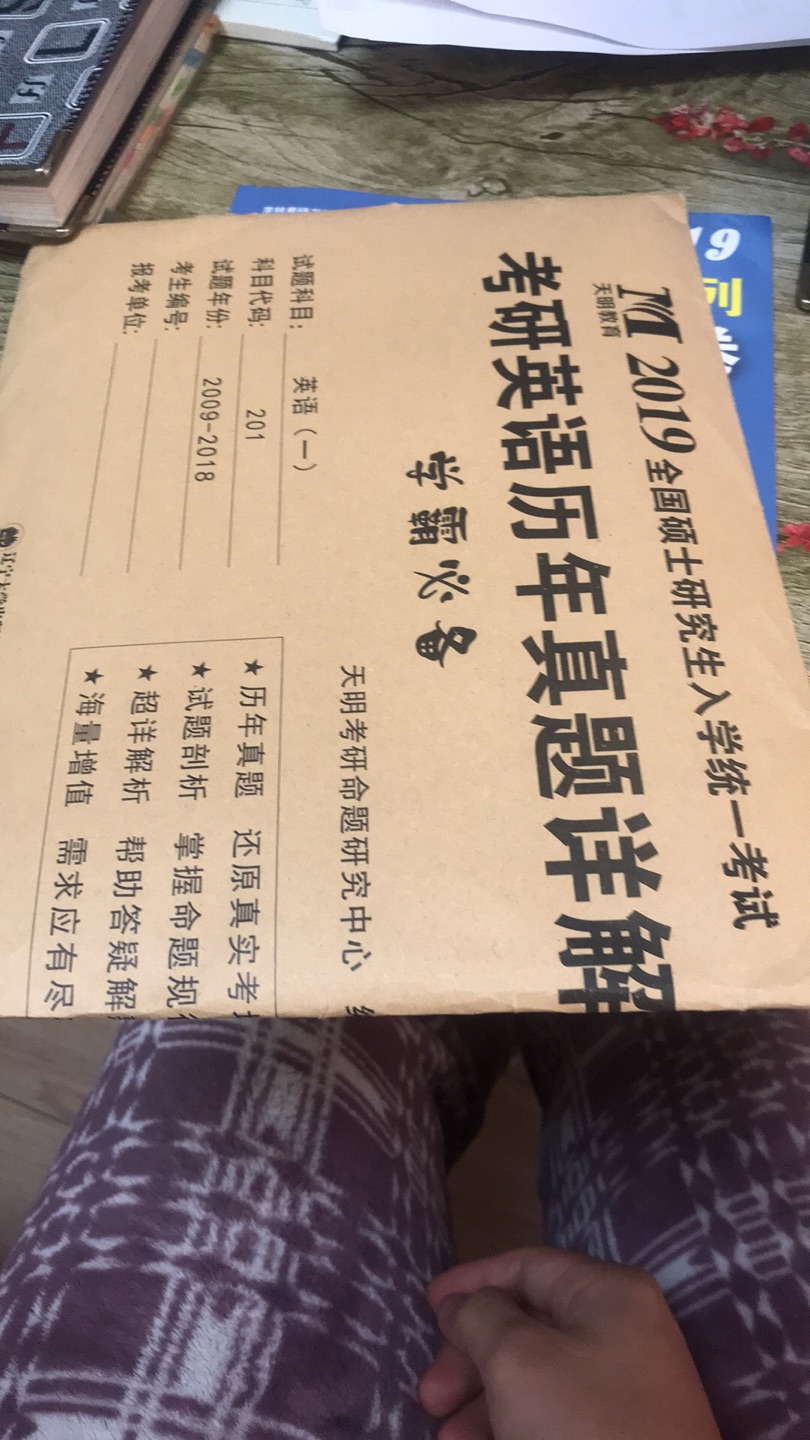 天明教育
2019全国硕士研究生入学统一考试
考研英语历年真题详解
学霸必备
天明考研命题研究中心
试题科目: 英语(一)
科目代码: 201
试题年份: 2009-2018
考生编号:
报考单位:
★历年真题 还原真实考
★试题剖析 掌握命题规
★超详解析 帮助答疑解
★海量增值 需求应有尽
19